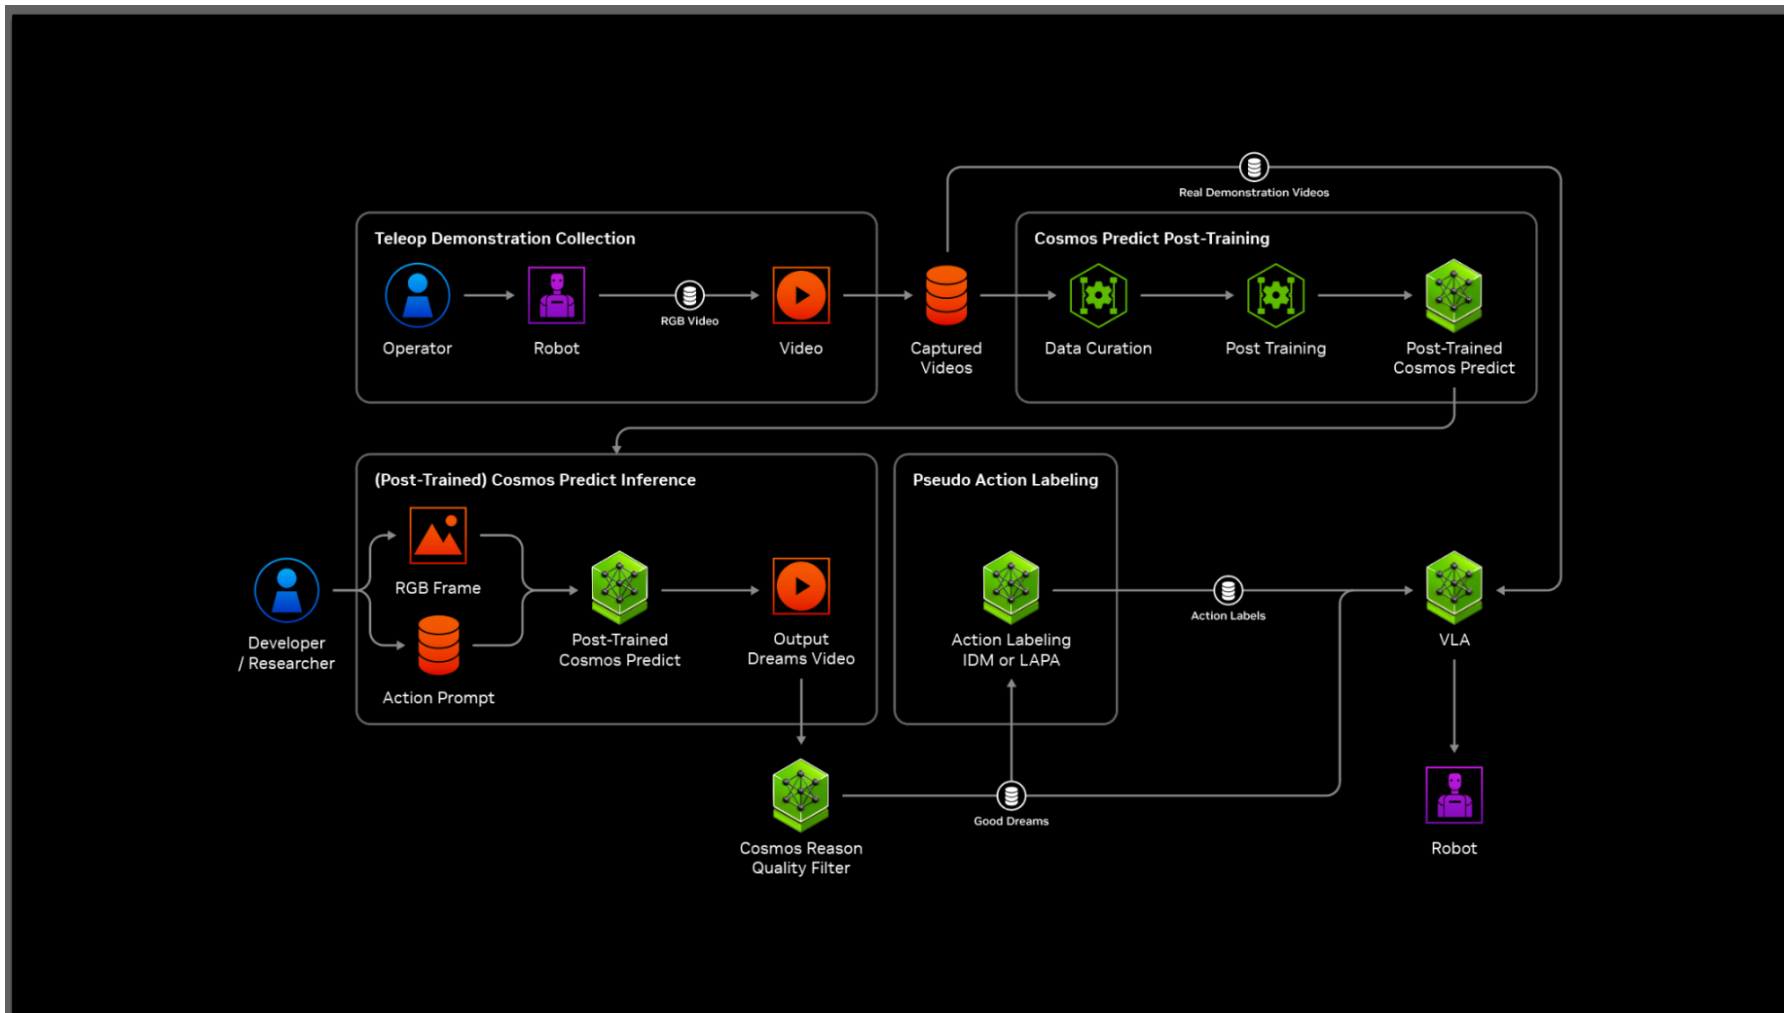 Real Demonstration Videos
Teleop Demonstration Collection
Operator
Robot
RGB Video
Video
Captured
Videos
Cosmos Predict Post-Training
Data Curation
Post Training
Post-Trained
Cosmos Predict
(Post-Trained) Cosmos Predict Inference
Developer
/ Researcher
RGB Frame
Action Prompt
Post-Trained
Cosmos Predict
Output
Dreams Video
Pseudo Action Labeling
Action Labeling
IDM or LAPA
Action Labels
VLA
Cosmos Reason
Quality Filter
Good Dreams
Robot